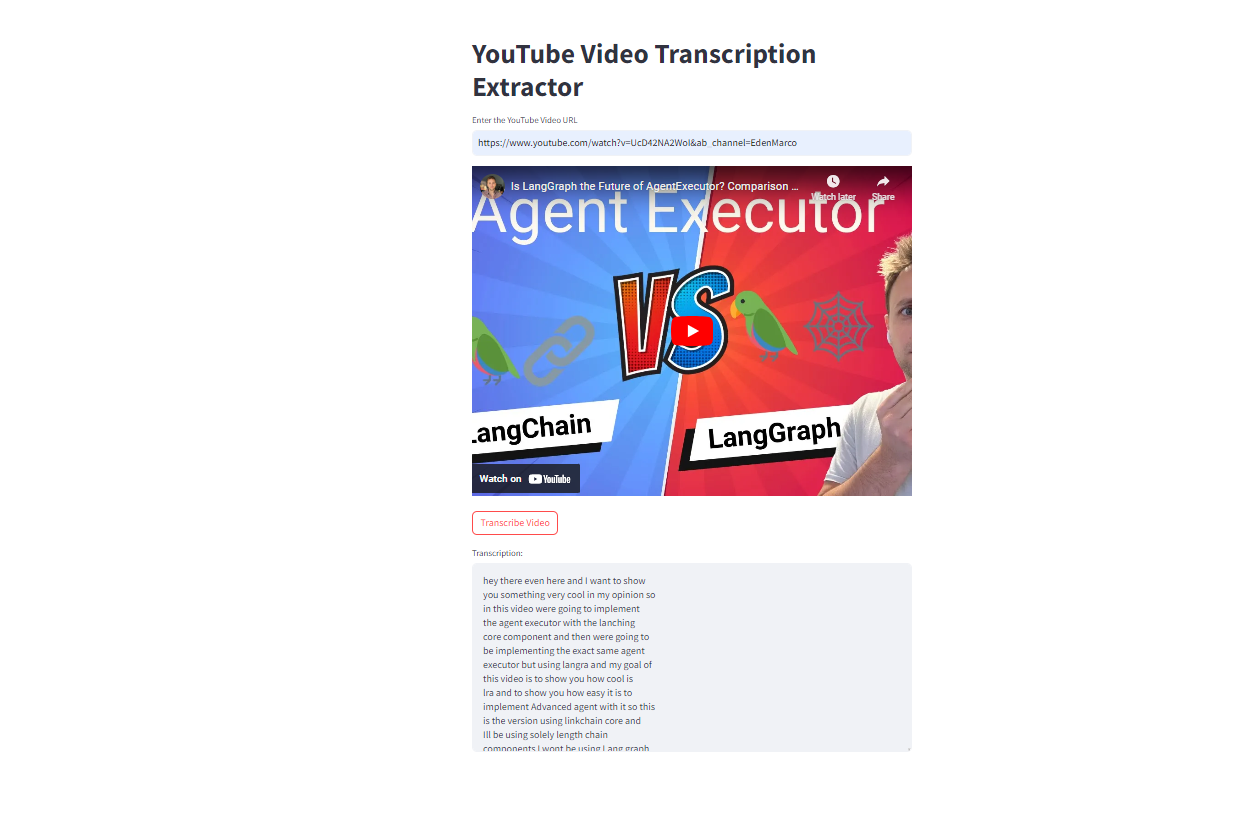 YouTube Video Transcription
Extractor
Enter the YouTube Video URL
https://www.youtube.com/watch?v=UcD42NA2WoI&ab_channel=EdenMarco
Is LangGraph the Future of AgentExecutor? Comparison ...
Watch later
Share
Agent Executor
VS
LangChain
LangGraph
Watch on YouTube
Transcribe Video
Transcription:
hey there even here and I want to show
you something very cool in my opinion so
in this video were going to implement
the agent executor with the lanching
core component and then were going to
be implementing the exact same agent
executor but using langra and my goal of
this video is to show you how cool is
lra and to show you how easy it is to
implement Advanced agent with it so this
is the version using linkchain core and
Ill be using solely length chain
components I wont be using Lang graph